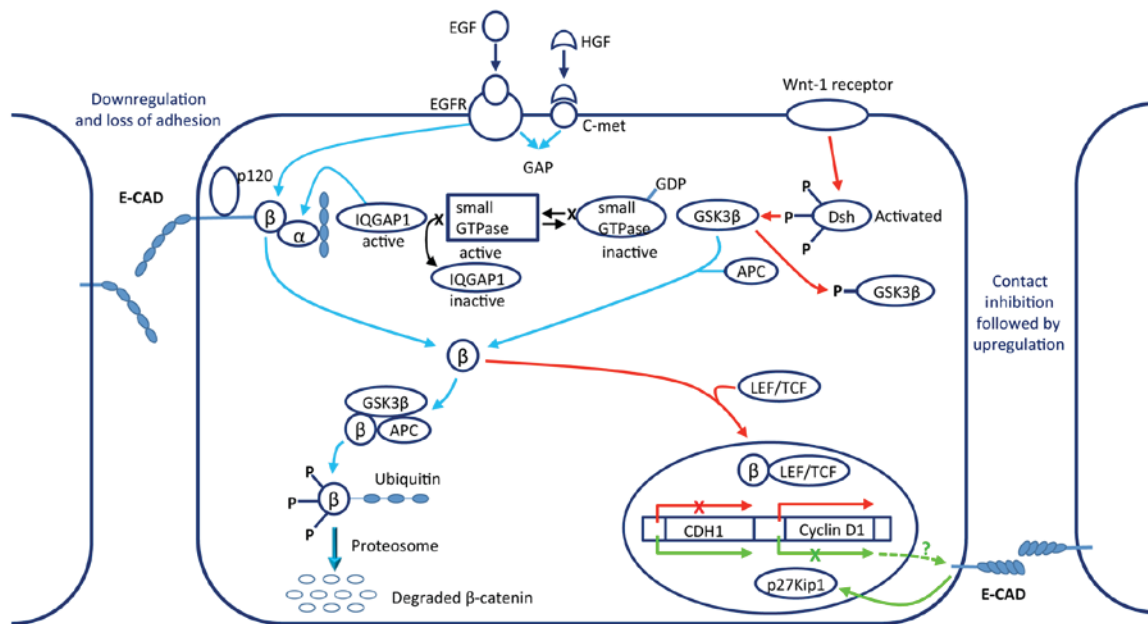 EGF
HGF
Wnt-1 receptor
Downregulation
and loss of adhesion
EGFR
C-met
GAP
p120
E-CAD
GDP
β
α
IQGAP1
active
X
small
GTPase
active
X
small
GTPase
inactive
GSK3β
P
P
P
Dsh
Activated
IQGAP1
inactive
APC
P
GSK3β
Contact
inhibition
followed by
upregulation
β
LEF/TCF
GSK3β
β
APC
β
LEF/TCF
P
P
P
β
Ubiquitin
X
CDH1
Cyclin D1
X
?
Proteosome
p27Kip1
E-CAD
Degraded β-catenin